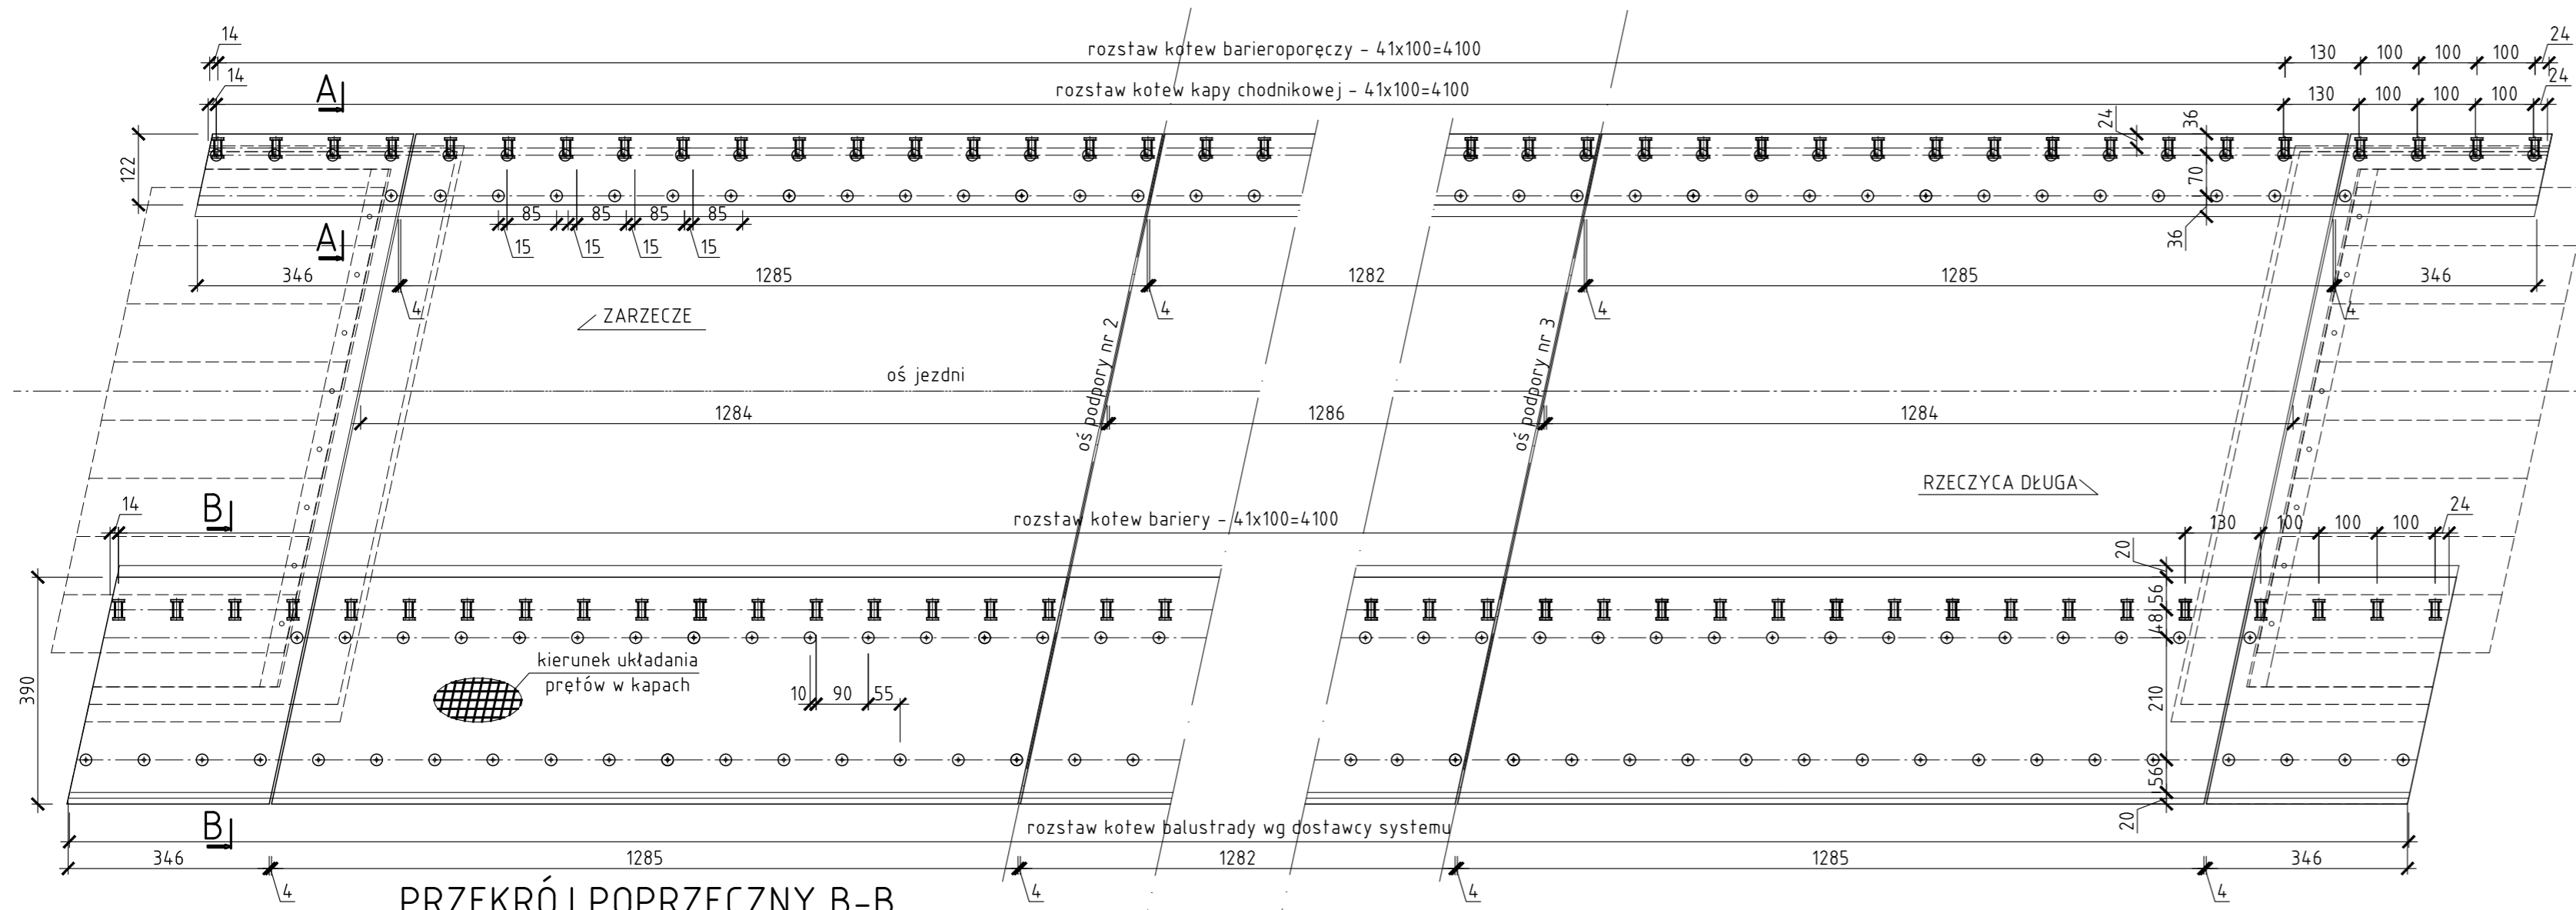 14
rozstaw kotew barieroporęczy - 41x100=4100
130 100 100 100 24
14
A
rozstaw kotew kapy chodnikowej - 41x100=4100
130 100 100 100 24
24 36
122
70
A
85 85 85 85
15 15 15 15
36
346 1285 1282 1285 346
4 4 4 4
ZARZECZE
oś podpory nr 2
oś podpory nr 3
oś jezdni
1284 1286 1284
RZECZYCA DŁUGA
B
14
rozstaw kotew bariery - 41x100=4100
130 100 100 100 24
20
56
48
kierunek układania
prętów w kapach
390
10 90 55
210
56
20
B
rozstaw kotew balustrady wg dostawcy systemu
346 1285 1282 1285 346
4 4 4 4
PRZEKRÓJ POPRZECZNY B-B